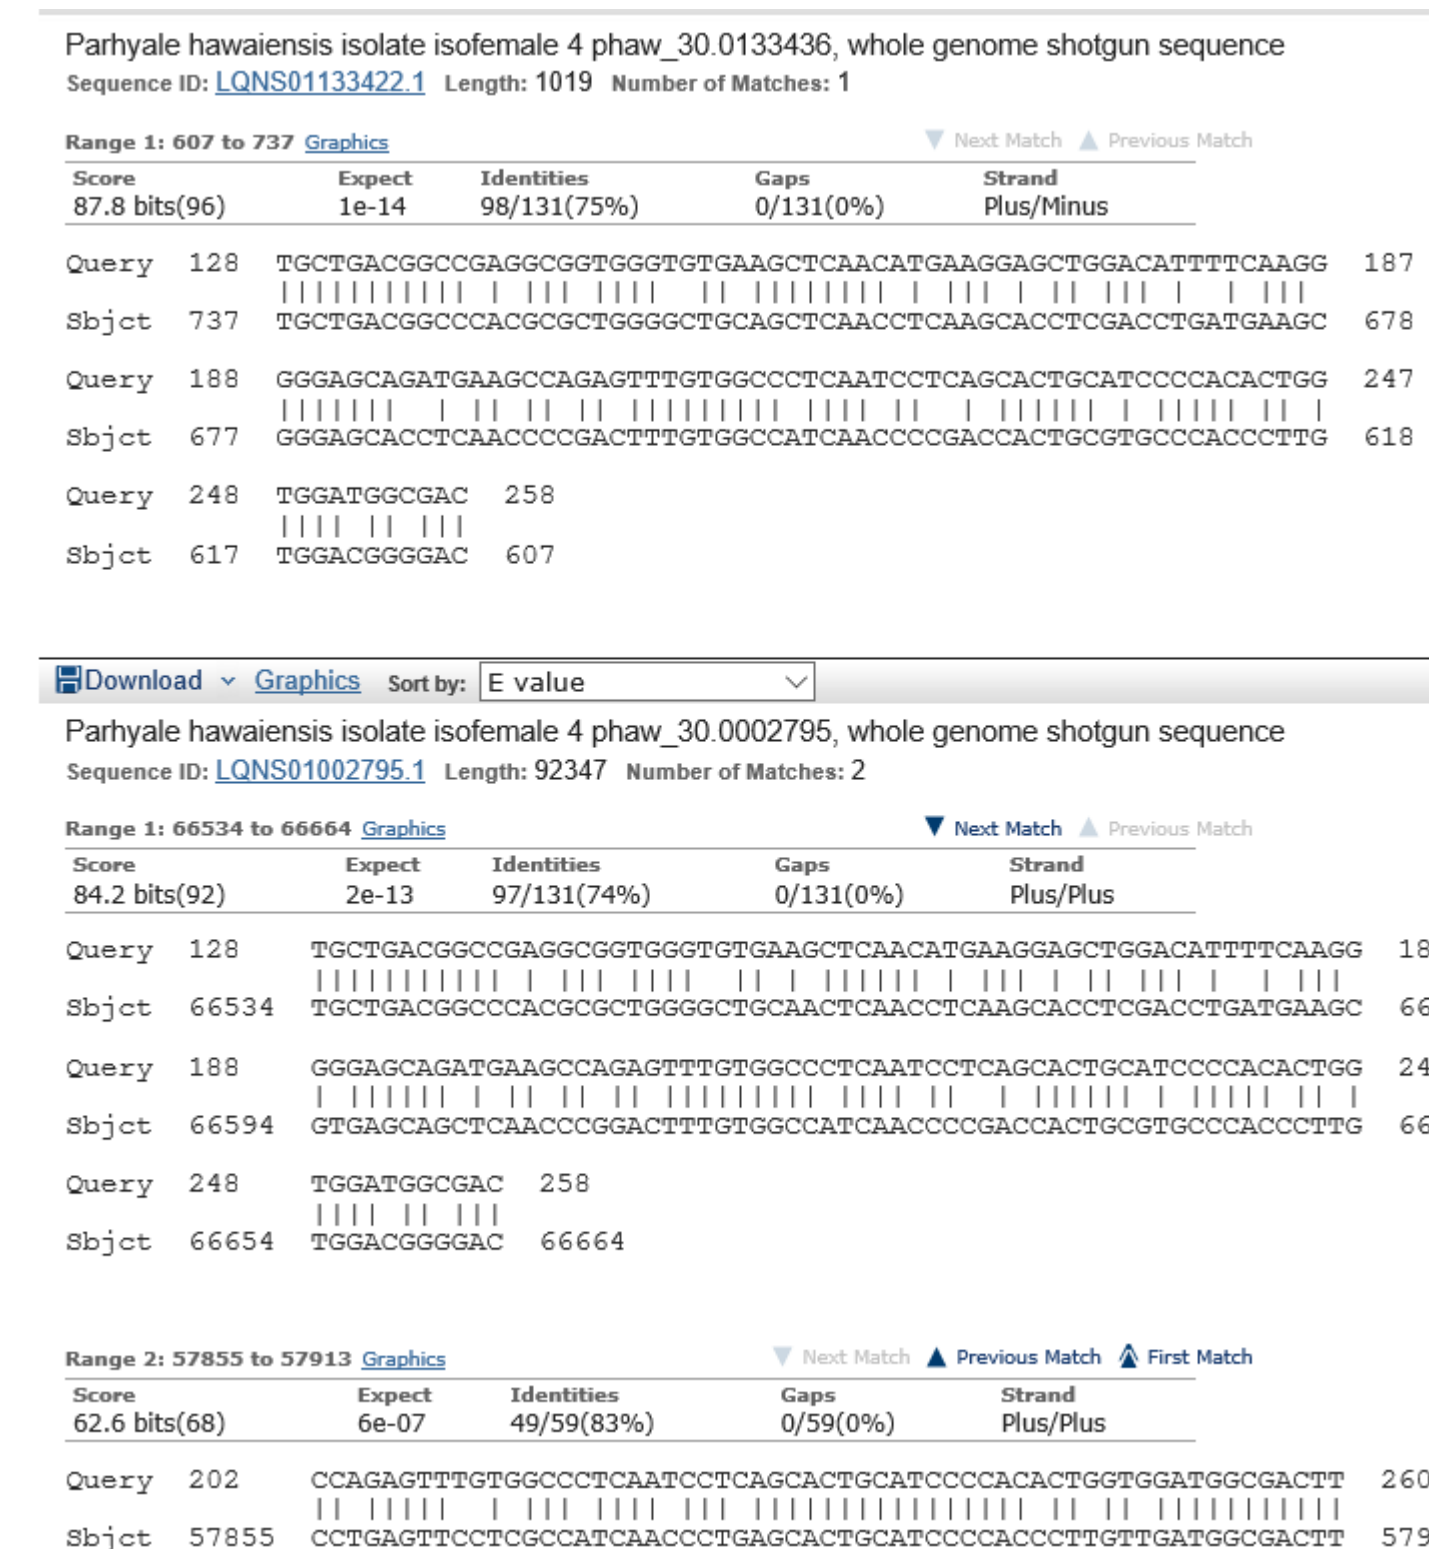 Parhyale hawaiensis isolate isofemale 4 phaw_30.0133436, whole genome shotgun sequence
Sequence ID: LQNS01133422.1 Length: 1019 Number of Matches: 1
Range 1: 607 to 737 Graphics ▼ Next Match ▲ Previous Match
Score Expect Identities Gaps Strand
87.8 bits(96) 1e-14 98/131(75%) 0/131(0%) Plus/Minus
Query 128 TGCTGACGGCCGAGGCGGTGGGTGTGAAGCTCAACATGAAGGAGCTGGACATTTTCAAGG 187
Sbjct 737 TGCTGACGGCCCACGCGCTGGGGCTGCAGCTCAACCTCAAGCACCTCGACCTGATGAAGC 678
Query 188 GGGAGCAGATGAAGCCAGAGTTTGTGGCCCTCAATCCTCAGCACTGCATCCCCACACTGG 247
Sbjct 677 GGGAGCACCTCAACCCCGACTTTGTGGCCATCAACCCCGACCACTGCGTGCCCACCCTTG 618
Query 248 TGGATGGCGAC 258
Sbjct 617 TGGACGGGGAC 607
Download Graphics Sort by: E value
Parhyale hawaiensis isolate isofemale 4 phaw_30.0002795, whole genome shotgun sequence
Sequence ID: LQNS01002795.1 Length: 92347 Number of Matches: 2
Range 1: 66534 to 66664 Graphics ▼ Next Match ▲ Previous Match
Score Expect Identities Gaps Strand
84.2 bits(92) 2e-13 97/131(74%) 0/131(0%) Plus/Plus
Query 128 TGCTGACGGCCGAGGCGGTGGGTGTGAAGCTCAACATGAAGGAGCTGGACATTTTCAAGG 18
Sbjct 66534 TGCTGACGGCCCACGCGCTGGGGCTGCAACTCAACCTCAAGCACCTCGACCTGATGAAGC 66
Query 188 GGGAGCAGATGAAGCCAGAGTTTGTGGCCCTCAATCCTCAGCACTGCATCCCCACACTGG 24
Sbjct 66594 GTGAGCAGCTCAACCCGGACTTTGTGGCCATCAACCCCGACCACTGCGTGCCCACCCTTG 66
Query 248 TGGATGGCGAC 258
Sbjct 66654 TGGACGGGGAC 66664
Range 2: 57855 to 57913 Graphics ▼ Next Match ▲ Previous Match First Match
Score Expect Identities Gaps Strand
62.6 bits(68) 6e-07 49/59(83%) 0/59(0%) Plus/Plus
Query 202 CCAGAGTTTGTGGCCCTCAATCCTCAGCACTGCATCCCCACACTGGTGGATGGCGACTT 260
Sbjct 57855 CCTGAGTTCCTCGCCATCAACCCTGAGCACTGCATCCCCACCCTTGTTGATGGCGACTT 579